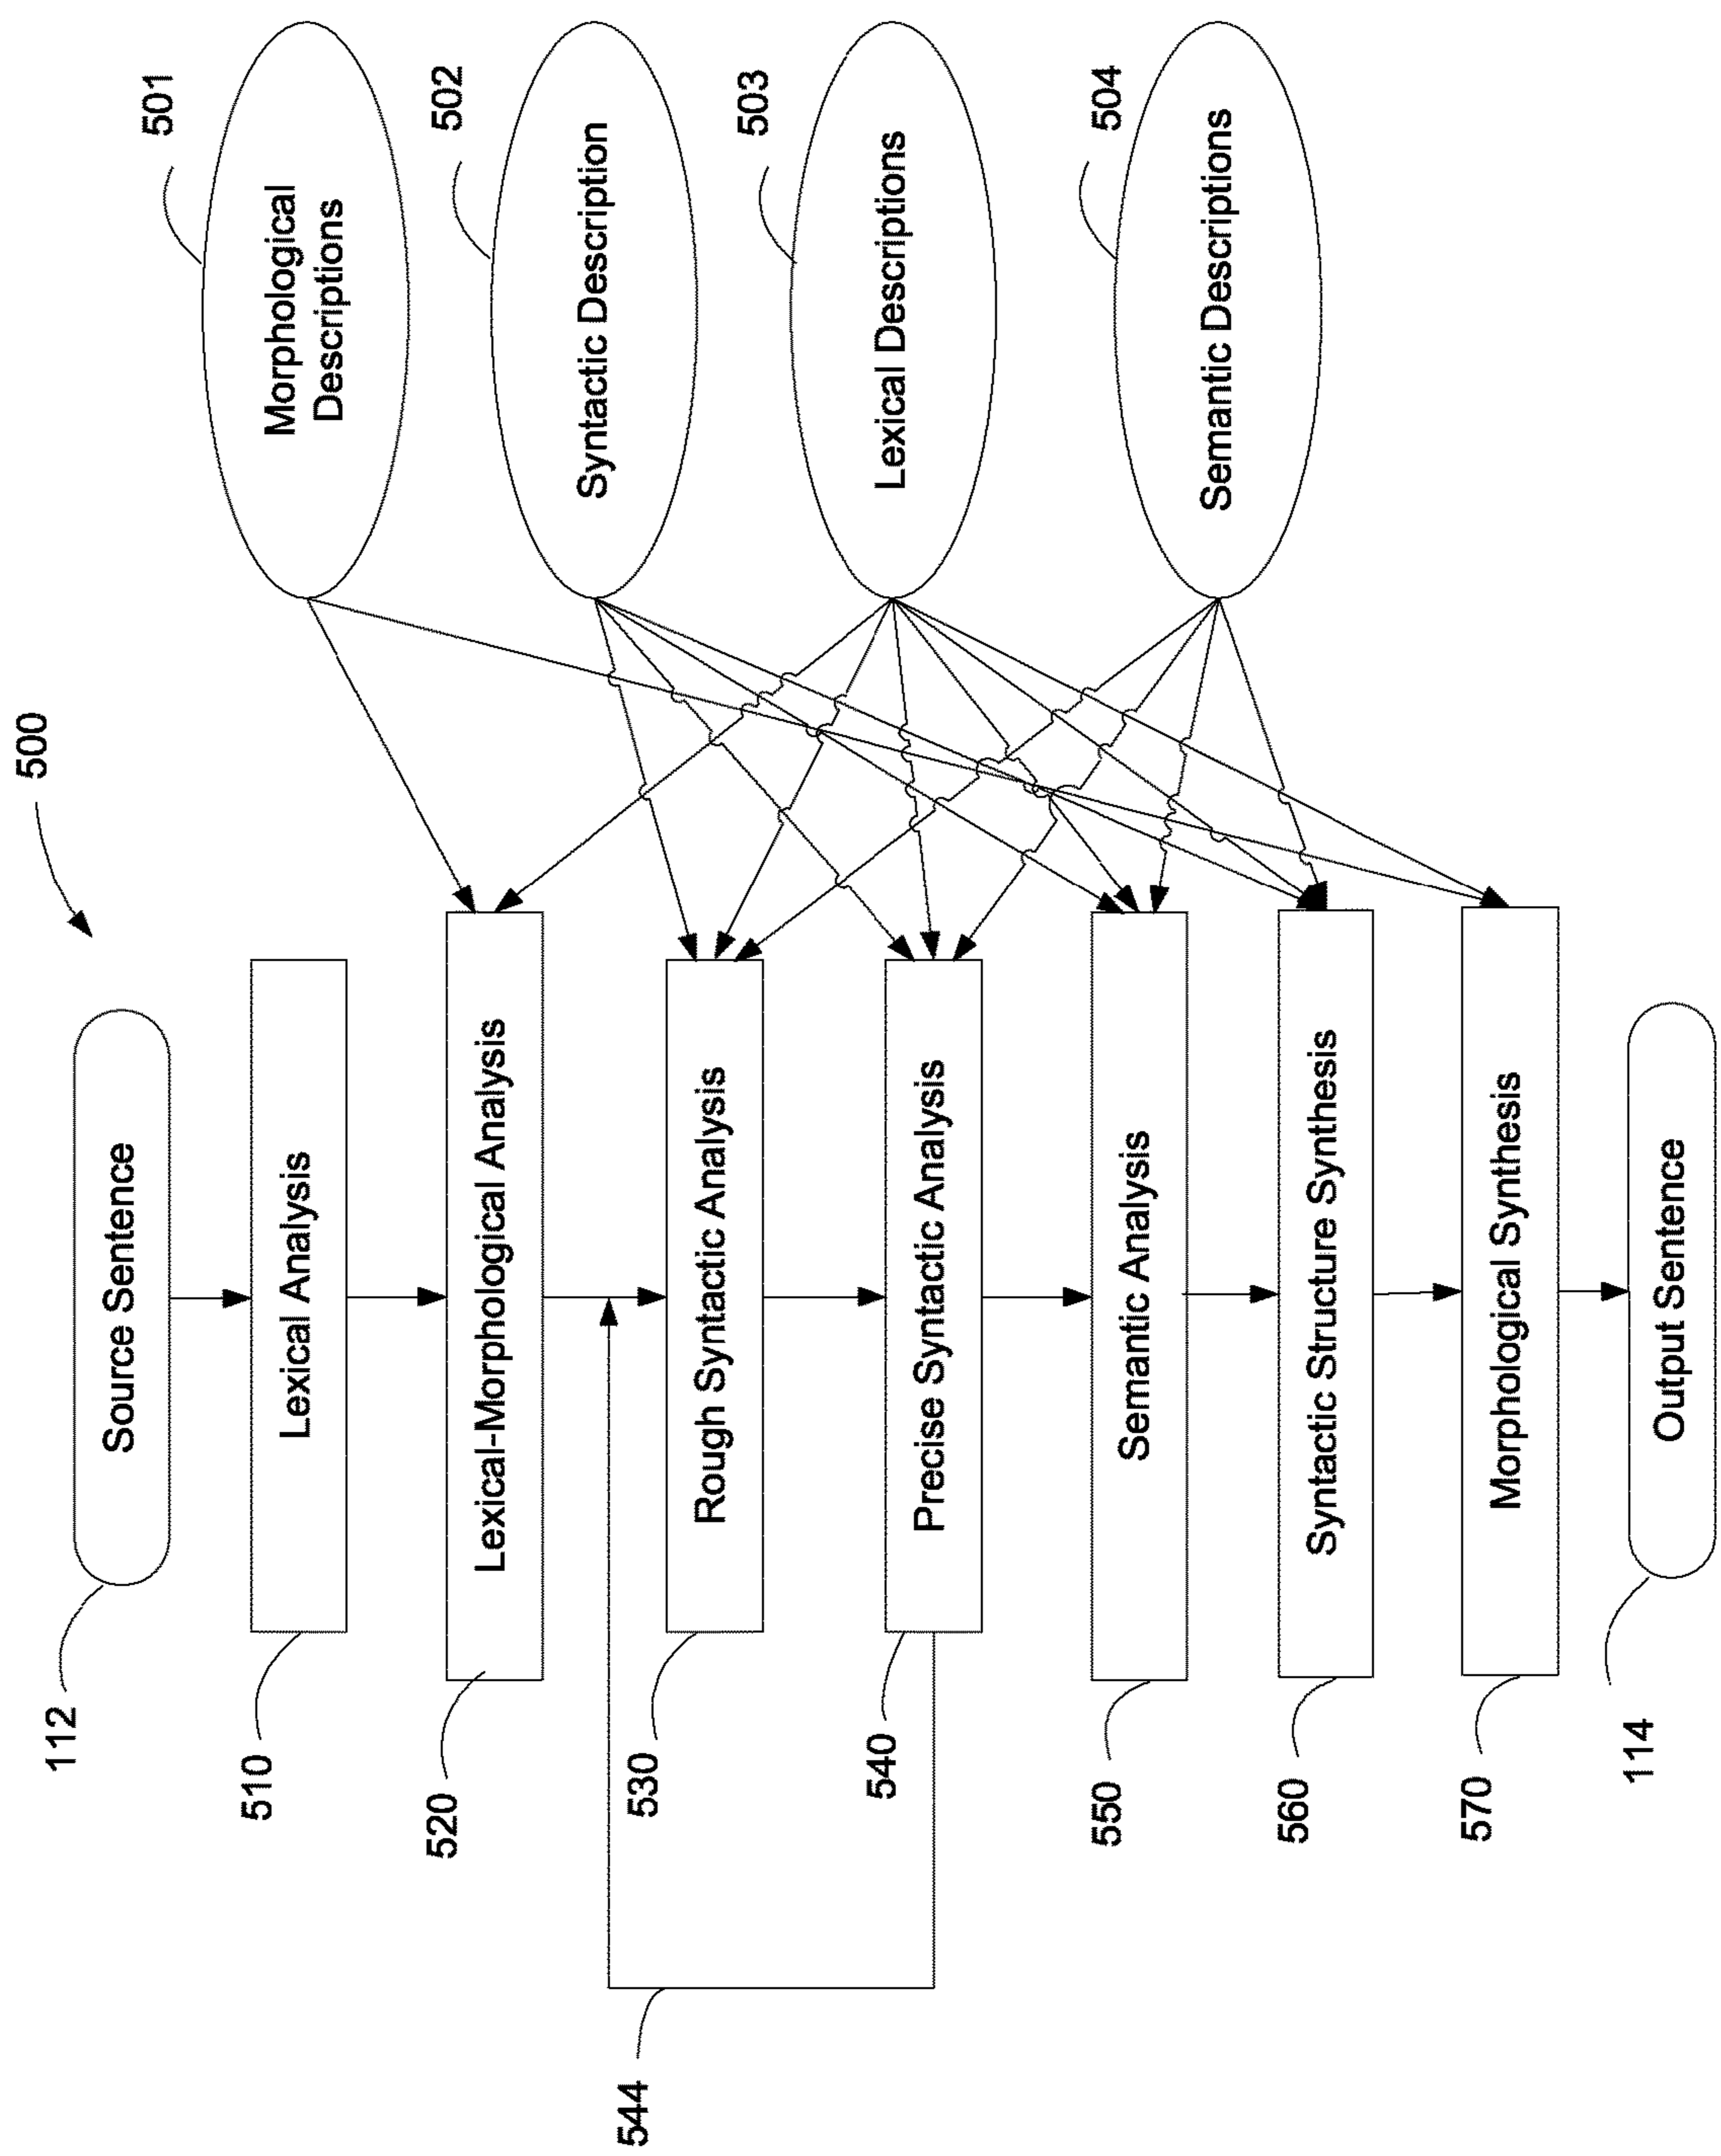 500
112
Source Sentence
510
Lexical Analysis
520
Lexical-Morphological Analysis
530
Rough Syntactic Analysis
540
Precise Syntactic Analysis
544
550
Semantic Analysis
560
Syntactic Structure Synthesis
570
Morphological Synthesis
114
Output Sentence
501
Morphological
Descriptions
502
Syntactic Description
503
Lexical Descriptions
504
Semantic Descriptions